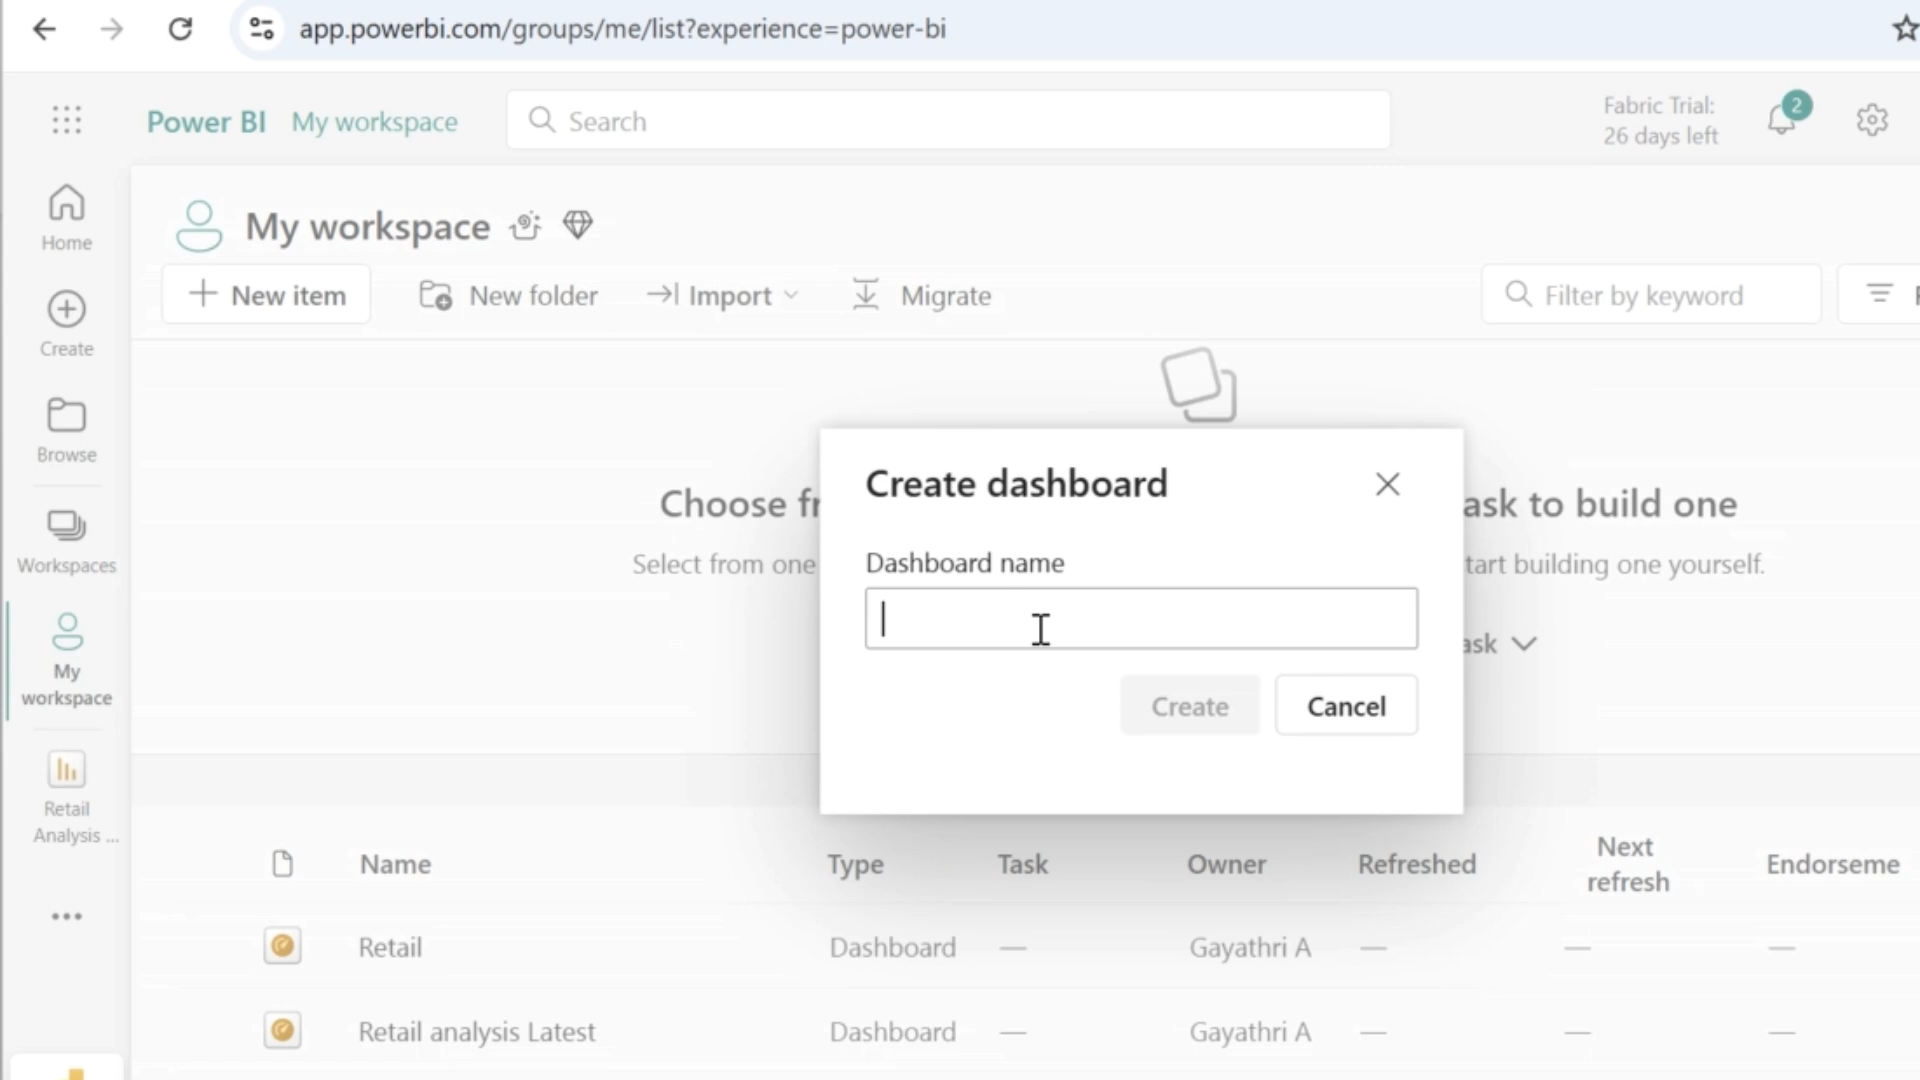 app.powerbi.com/groups/me/list?experience=power-bi
Power BI My workspace Search
Fabric Trial:
26 days left
2
Home
Create
Browse
Workspaces
My
workspace
Retail
Analysis ...
My workspace
New item New folder Import Migrate Filter by keyword
Choose fr
ask to build one
Select from one
tart building one yourself.
ask
Create dashboard
Dashboard name
Create Cancel
Name Type Task Owner Refreshed Next refresh Endorseme
Retail Dashboard — Gayathri A — — —
Retail analysis Latest Dashboard — Gayathri A — — —